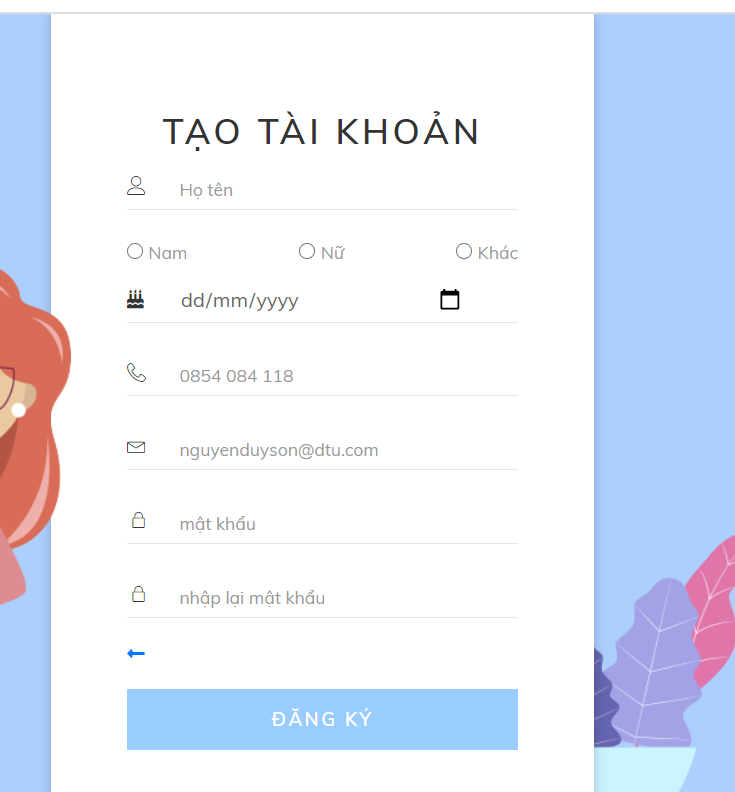 TẠO TÀI KHOẢN
Họ tên
Nam Nữ Khác
dd/mm/yyyy
0854 084 118
nguyenduyson@dtu.com
mật khẩu
nhập lại mật khẩu
ĐĂNG KÝ